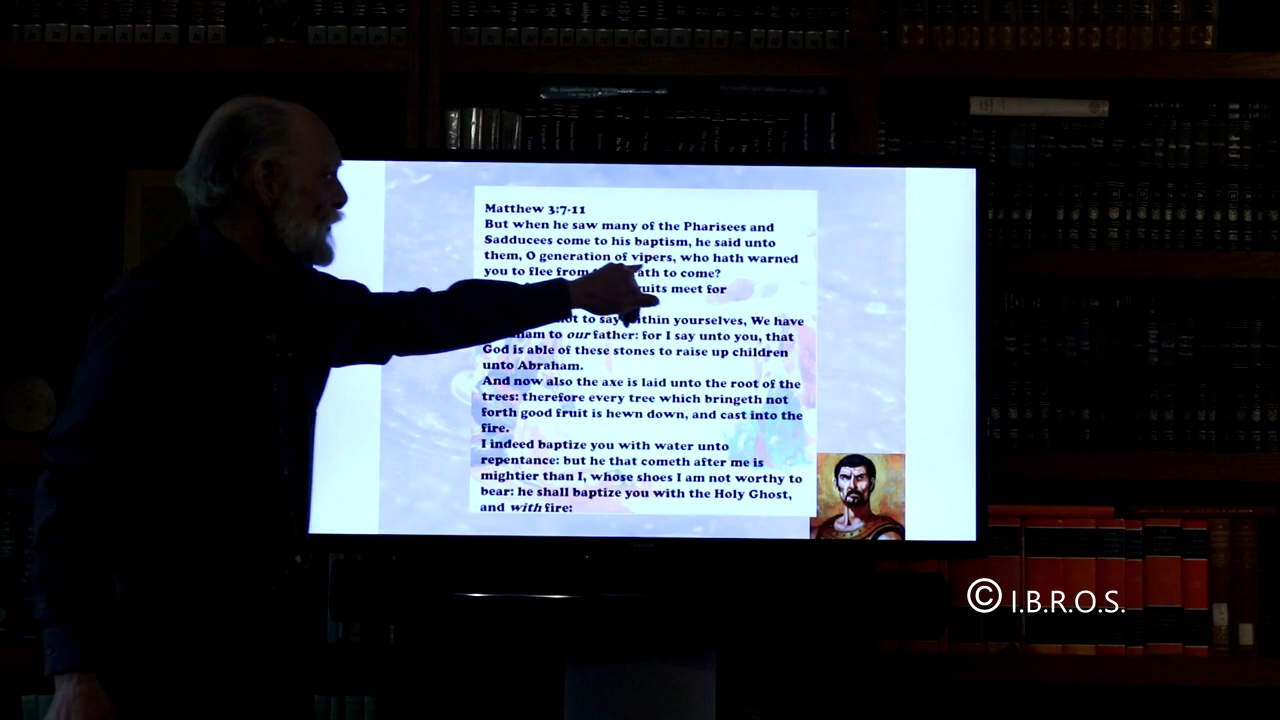 Matthew 3:7-11
But when he saw many of the Pharisees and
Sadducees come to his baptism, he said unto
them, O generation of vipers, who hath warned
you to flee from ath to come?
uits meet for
ot to say ithin yourselves, We have
am to our father: for I say unto you, that
God is able of these stones to raise up children
unto Abraham.
And now also the axe is laid unto the root of the
trees: therefore every tree which bringeth not
forth good fruit is hewn down, and cast into the
fire.
I indeed baptize you with water unto
repentance: but he that cometh after me is
mightier than I, whose shoes I am not worthy to
bear: he shall baptize you with the Holy Ghost,
and with fire:
© I.B.R.O.S.